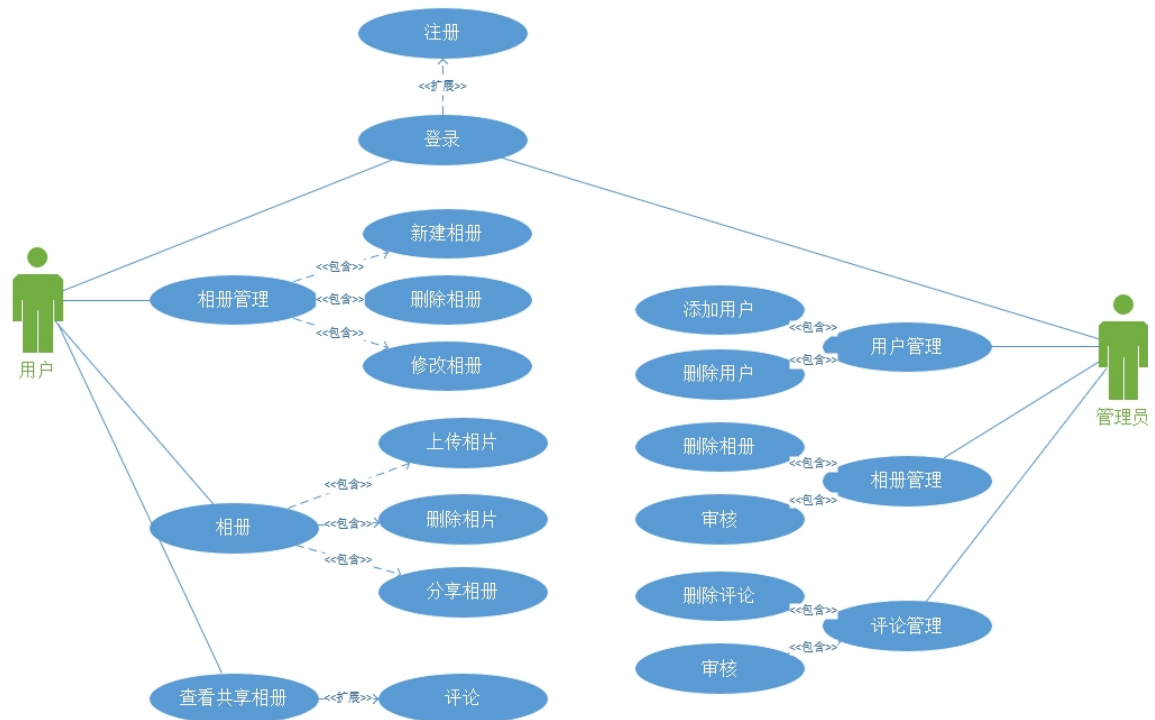 注册
<<扩展>>
登录
新建相册
<<包含>>
相册管理
<<包含>>
删除相册
<<包含>>
修改相册
用户
添加用户
<<包含>>
用户管理
<<包含>>
删除用户
管理员
上传相片
<<包含>>
相册
<<包含>>
删除相片
<<包含>>
分享相册
删除相册
<<包含>>
相册管理
<<包含>>
审核
删除评论
<<包含>>
评论管理
<<包含>>
审核
查看共享相册
<<扩展>>
评论